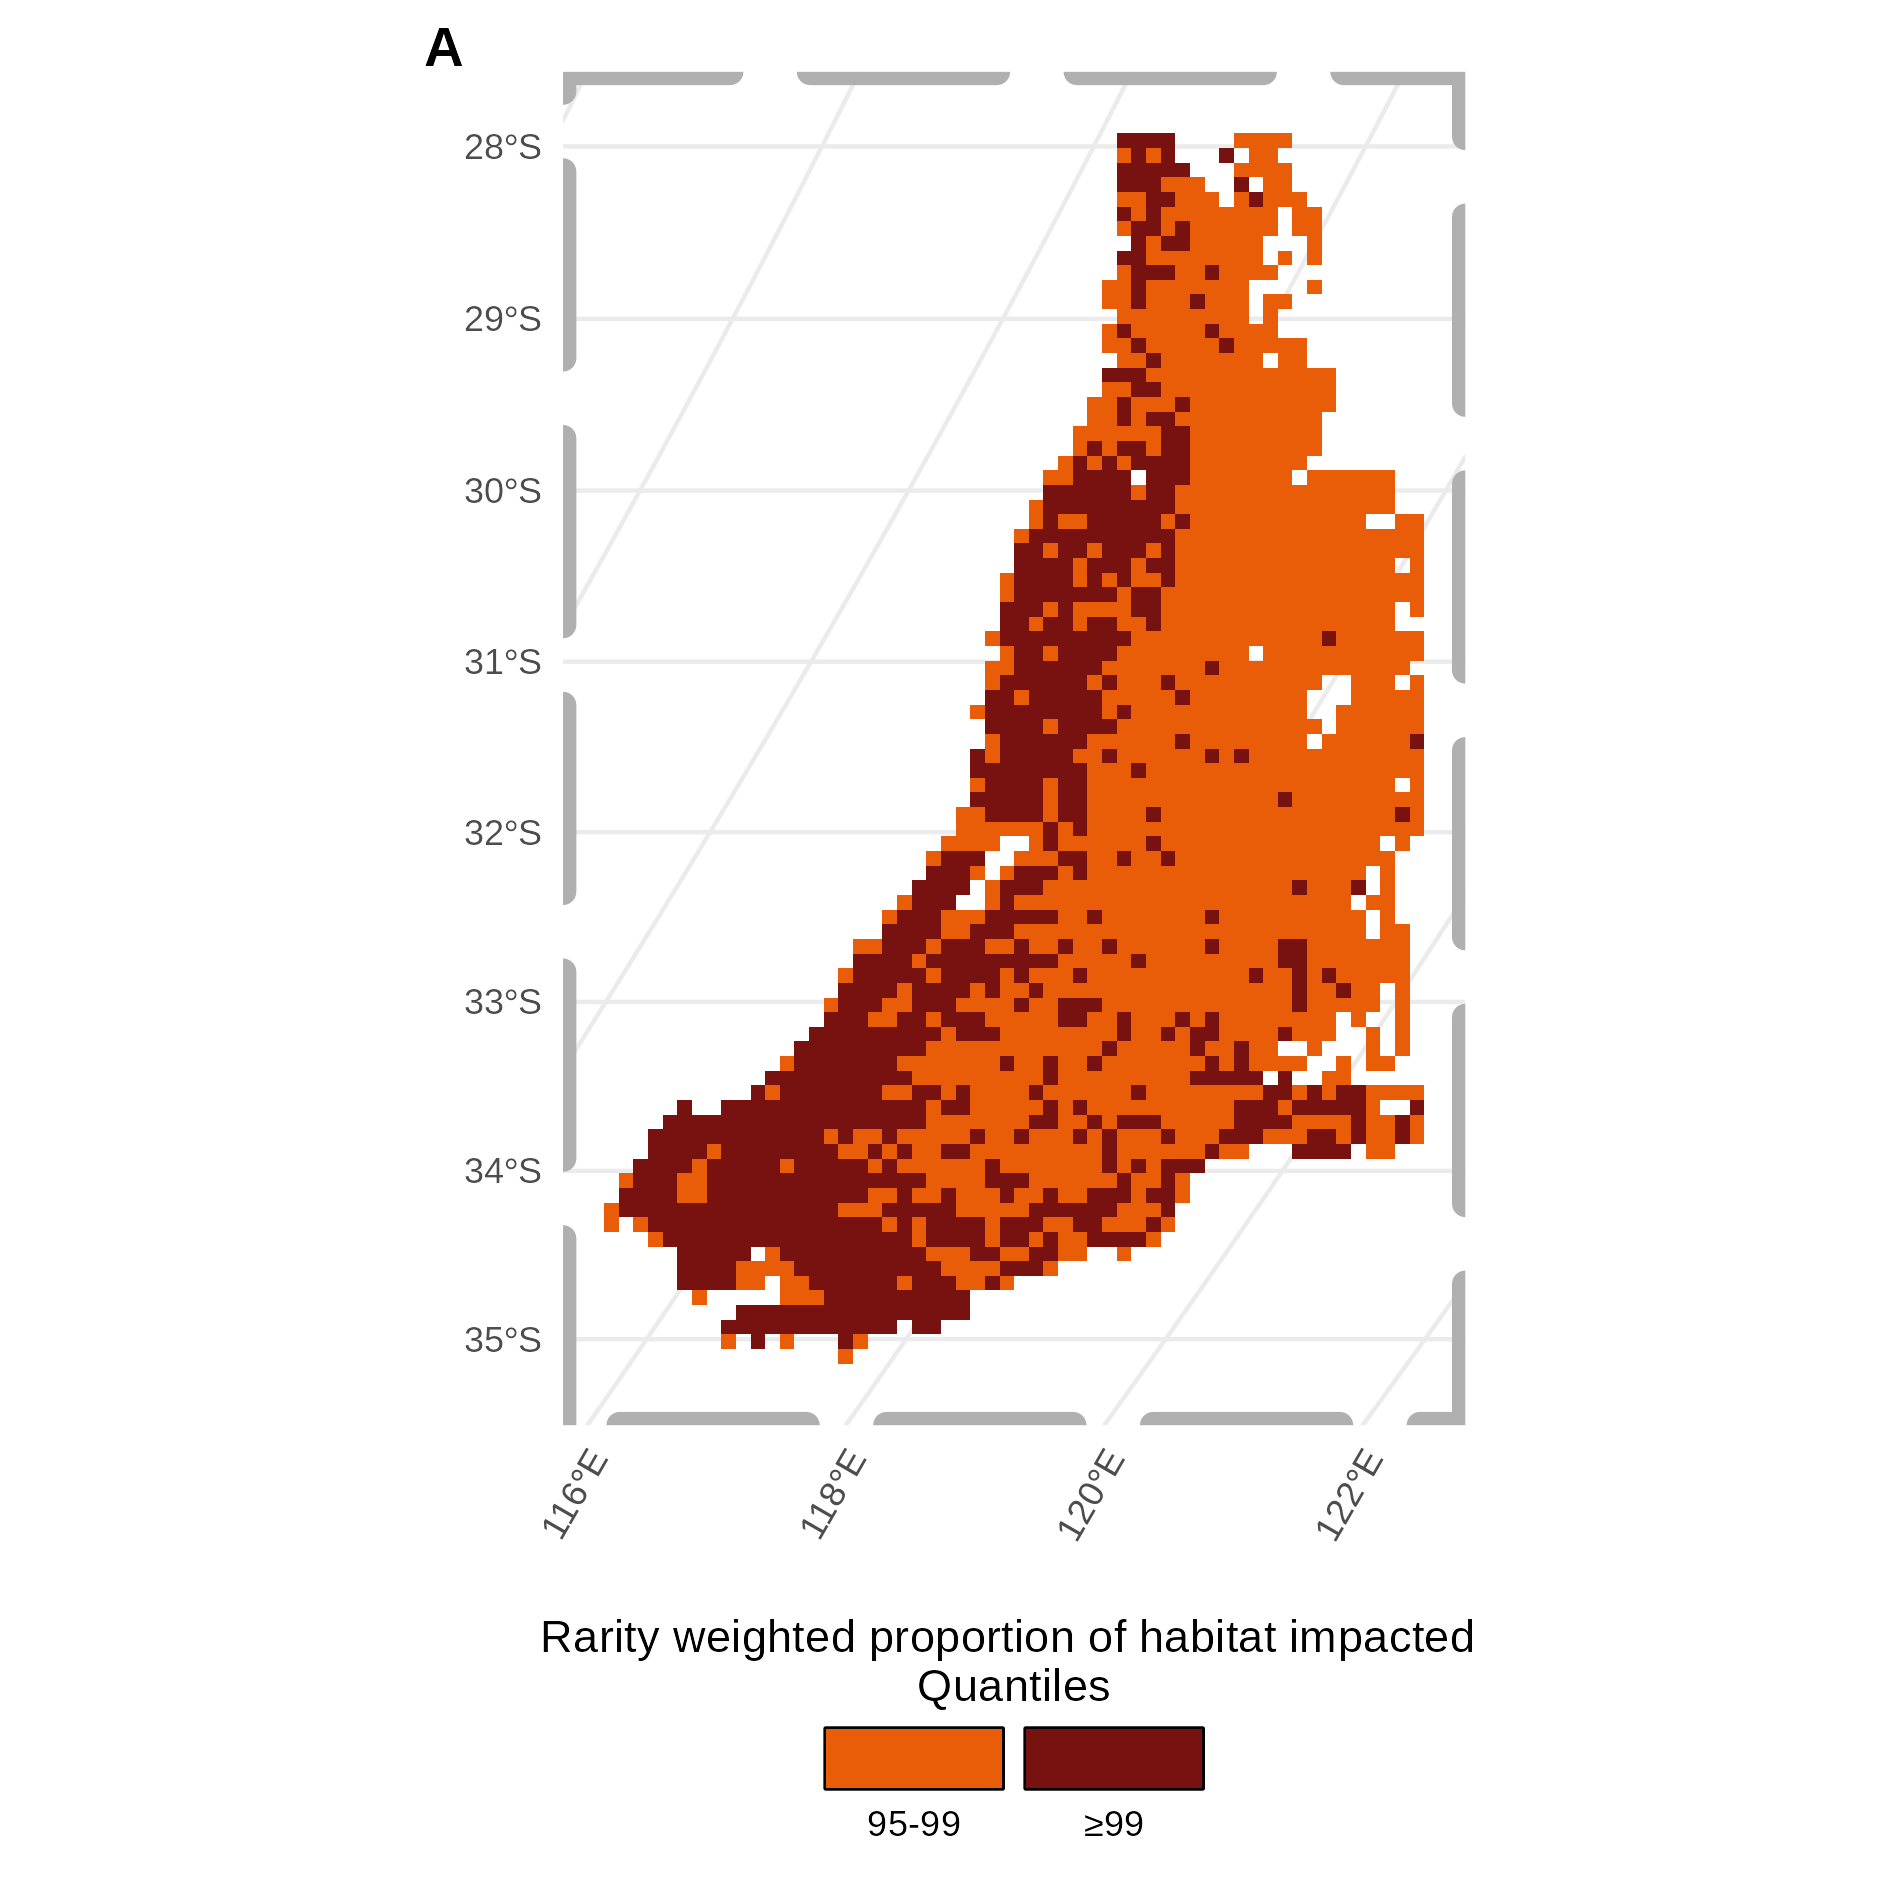 A
28°S
29°S
30°S
31°S
32°S
33°S
34°S
35°S
116°E
118°E
120°E
122°E
Rarity weighted proportion of habitat impacted
Quantiles
95-99
≥99